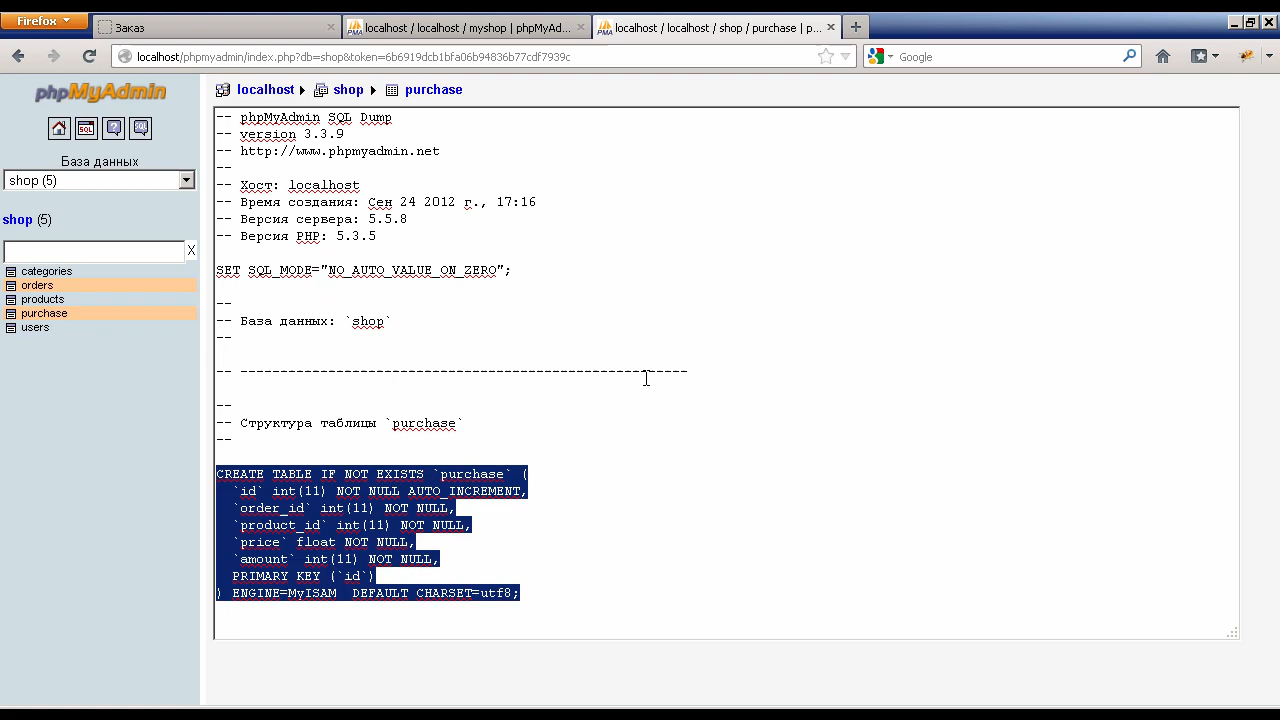 Firefox
Заказ
localhost / localhost / myshop | phpMyAd...
localhost / localhost / shop / purchase | p...
localhost/phpmyadmin/index.php?db=shop&token=6b6919dcb1bfa06b94836b77cdf7939c
Google
phpMyAdmin
SQL
База данных
shop (5)
shop (5)
X
categories
orders
products
purchase
users
localhost shop purchase
-- phpMyAdmin SQL Dump
-- version 3.3.9
-- http://www.phpmyadmin.net
--
-- Хост: localhost
-- Время создания: Сен 24 2012 г., 17:16
-- Версия сервера: 5.5.8
-- Версия PHP: 5.3.5
SET SQL_MODE="NO_AUTO_VALUE_ON_ZERO";
--
-- База данных: `shop`
--
-- --------------------------------------------------------
--
-- Структура таблицы `purchase`
--
CREATE TABLE IF NOT EXISTS `purchase` (
`id` int(11) NOT NULL AUTO_INCREMENT,
`order_id` int(11) NOT NULL,
`product_id` int(11) NOT NULL,
`price` float NOT NULL,
`amount` int(11) NOT NULL,
PRIMARY KEY (`id`)
) ENGINE=MyISAM  DEFAULT CHARSET=utf8;